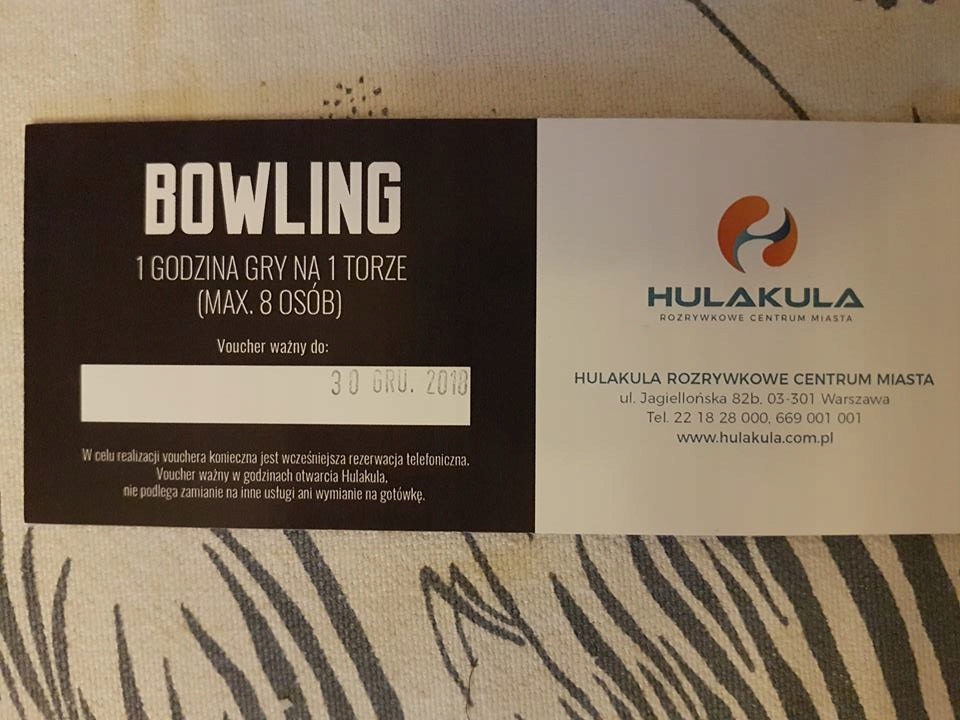 BOWLING
1 GODZINA GRY NA 1 TORZE
(MAX. 8 OSÓB)
Voucher ważny do:
30 GRU. 2018
W celu realizacji vouchera konieczna jest wcześniejsza rezerwacja telefoniczna.
Voucher ważny w godzinach otwarcia Hulakula,
nie podlega zamianie na inne usługi ani wymianie na gotówkę.
HULAKULA
ROZRYWKOWE CENTRUM MIASTA
HULAKULA ROZRYWKOWE CENTRUM MIASTA
ul. Jagiellońska 82b, 03-301 Warszawa
Tel. 22 18 28 000, 669 001 001
www.hulakula.com.pl